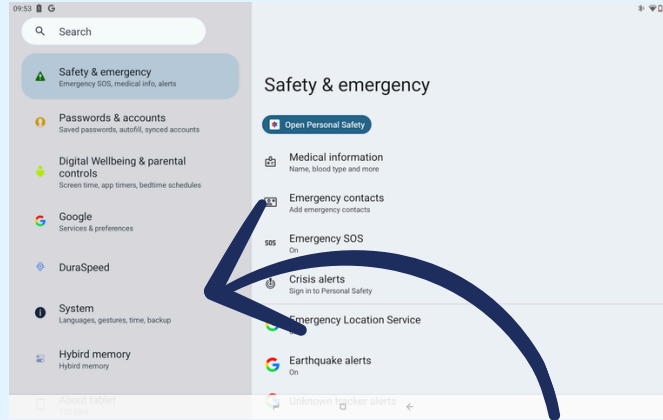 09:53
Search
Safety & emergency
Emergency SOS, medical info, alerts
Passwords & accounts
Saved passwords, autofill, synced accounts
Digital Wellbeing & parental
controls
Screen time, app timers, bedtime schedules
Google
Services & preferences
DuraSpeed
System
Languages, gestures, time, backup
Hybird memory
Hybird memory
About tablet
Safety & emergency
Open Personal Safety
Medical information
Name, blood type and more
Emergency contacts
Add emergency contacts
SOS
Emergency SOS
On
Crisis alerts
Sign in to Personal Safety
Emergency Location Service
Earthquake alerts
On
Unknown tracker alerts